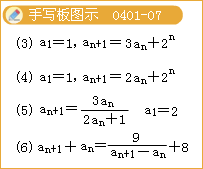 手写板图示 0401-07
(3) a₁=1, aₙ₊₁=3aₙ+2ⁿ
(4) a₁=1, aₙ₊₁=2aₙ+2ⁿ
(5) aₙ₊₁=3aₙ/(2aₙ+1) a₁=2
(6) aₙ₊₁+aₙ=9/(aₙ₊₁-aₙ)+8